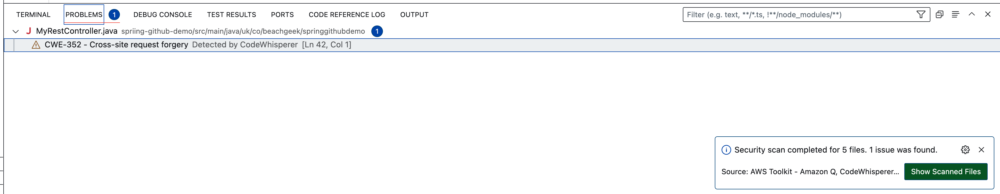 TERMINAL PROBLEMS 1 DEBUG CONSOLE TEST RESULTS PORTS CODE REFERENCE LOG OUTPUT Filter (e.g. text, **/*.ts, !**/node_modules/**)
MyRestController.java spriing-github-demo/src/main/java/uk/co/beachgeek/springgithubdemo 1
CWE-352 - Cross-site request forgery Detected by CodeWhisperer [Ln 42, Col 1]
Security scan completed for 5 files. 1 issue was found.
Source: AWS Toolkit - Amazon Q, CodeWhisperer... Show Scanned Files